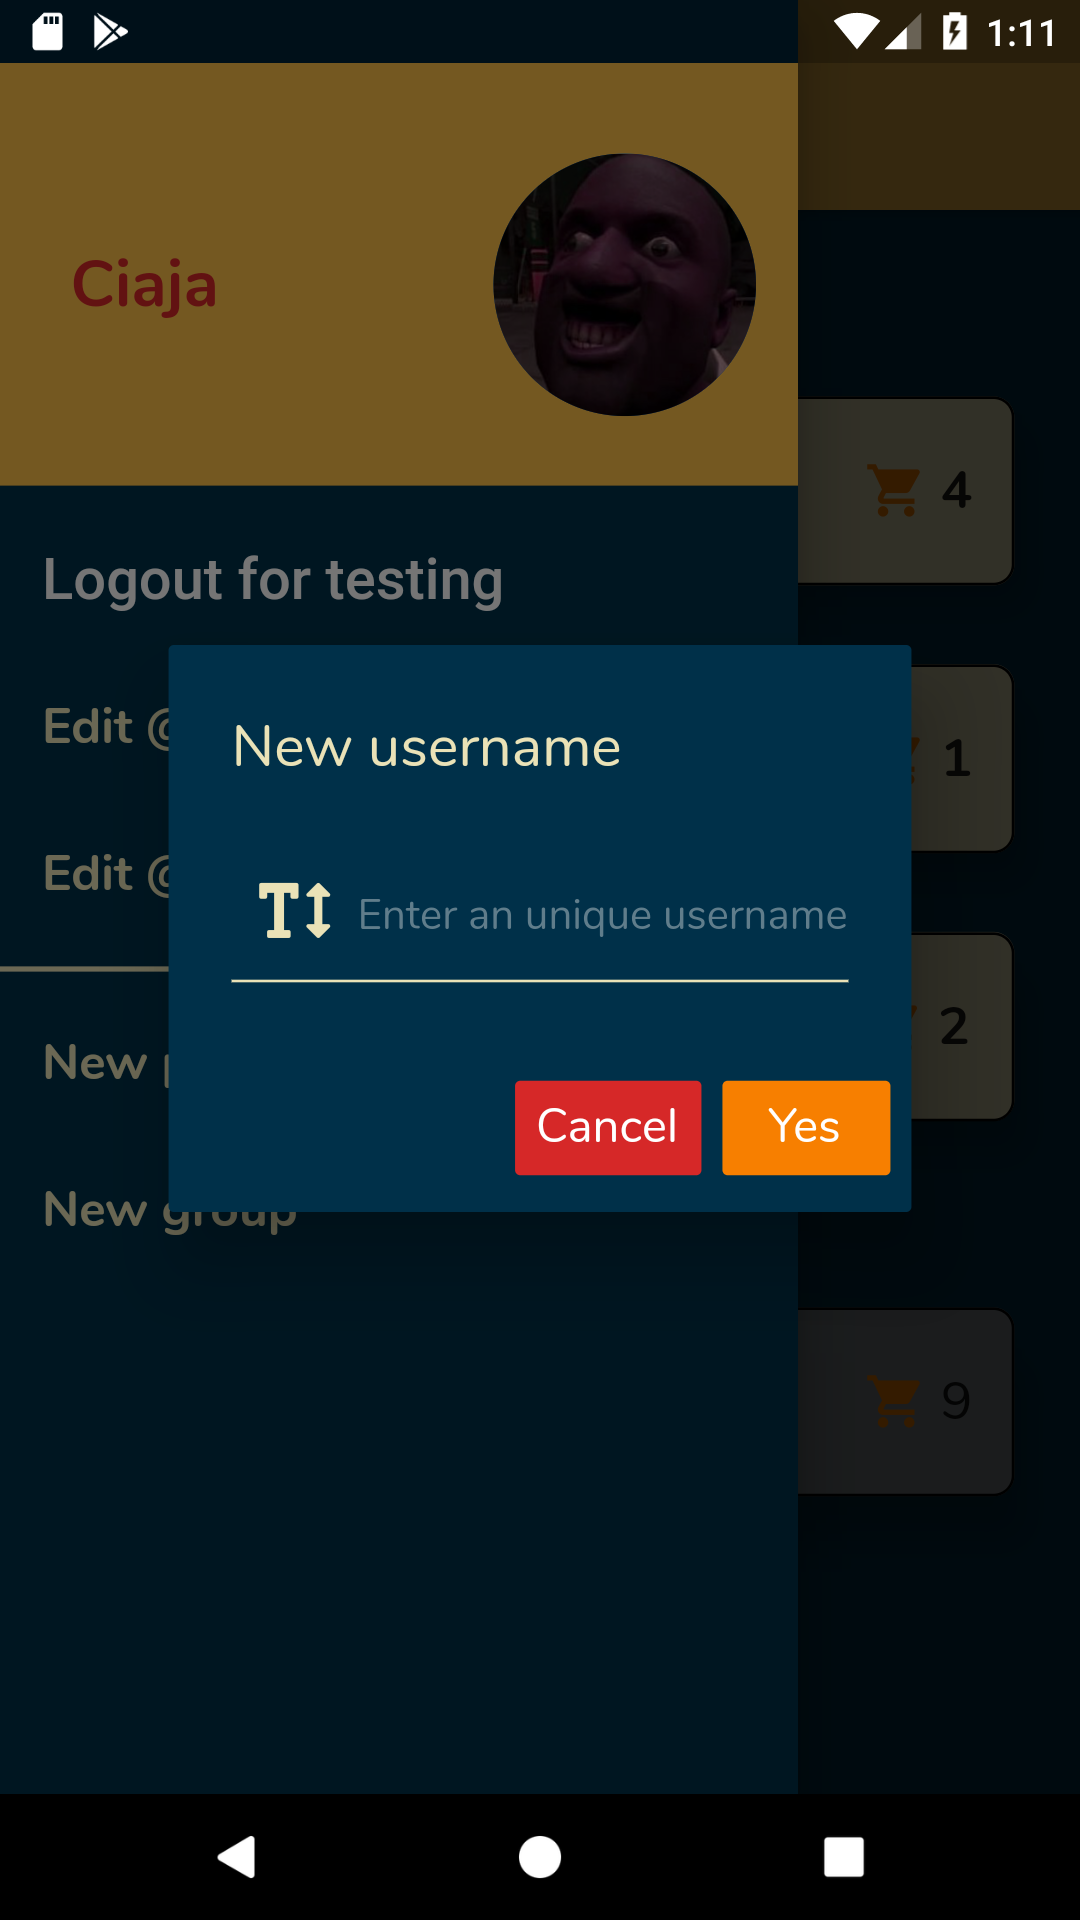 1:11
Ciaja
4
Logout for testing
Edit @
1
New username
Edit @
Enter an unique username
2
New
Cancel Yes
New group
9